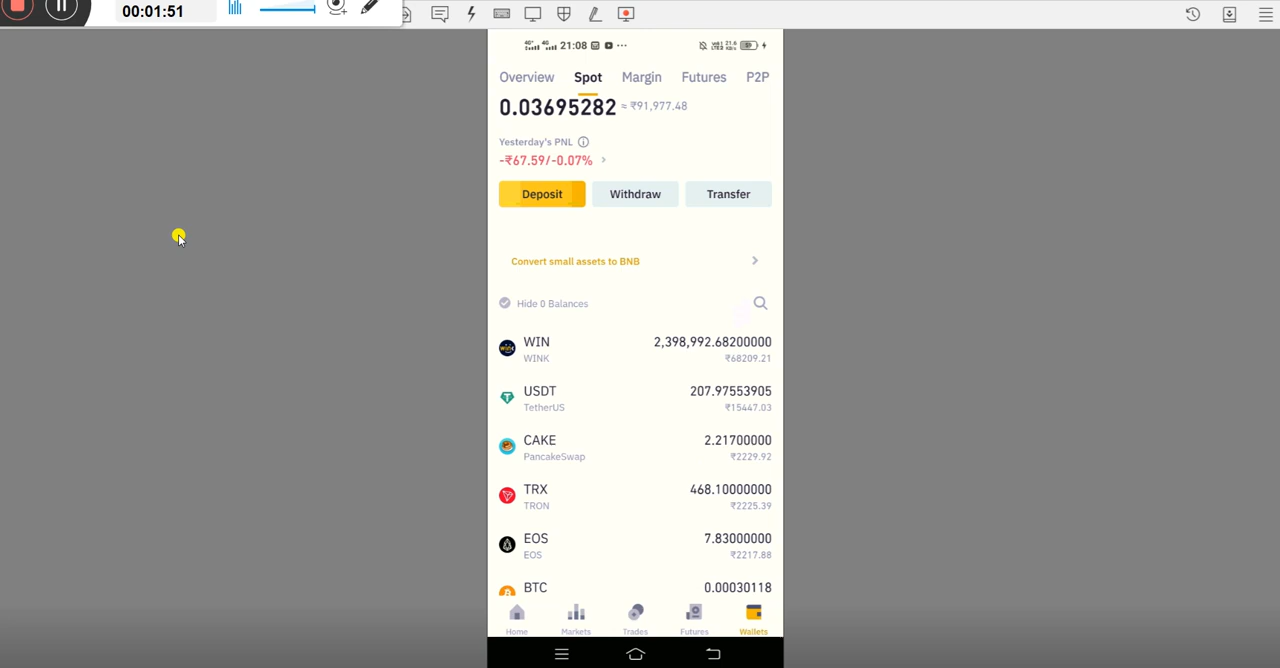 00:01:51
21:08
Overview Spot Margin Futures P2P
0.03695282 ≈ ₹91,977.48
Yesterday's PNL
-₹67.59/-0.07%
Deposit Withdraw Transfer
Convert small assets to BNB
Hide 0 Balances
WIN 2,398,992.68200000
WINK ₹68209.21
USDT 207.97553905
TetherUS ₹15447.03
CAKE 2.21700000
PancakeSwap ₹2229.92
TRX 468.10000000
TRON ₹2225.39
EOS 7.83000000
EOS ₹2217.88
BTC 0.00030118
Home Markets Trades Futures Wallets